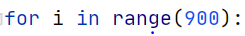 for i in range(900):